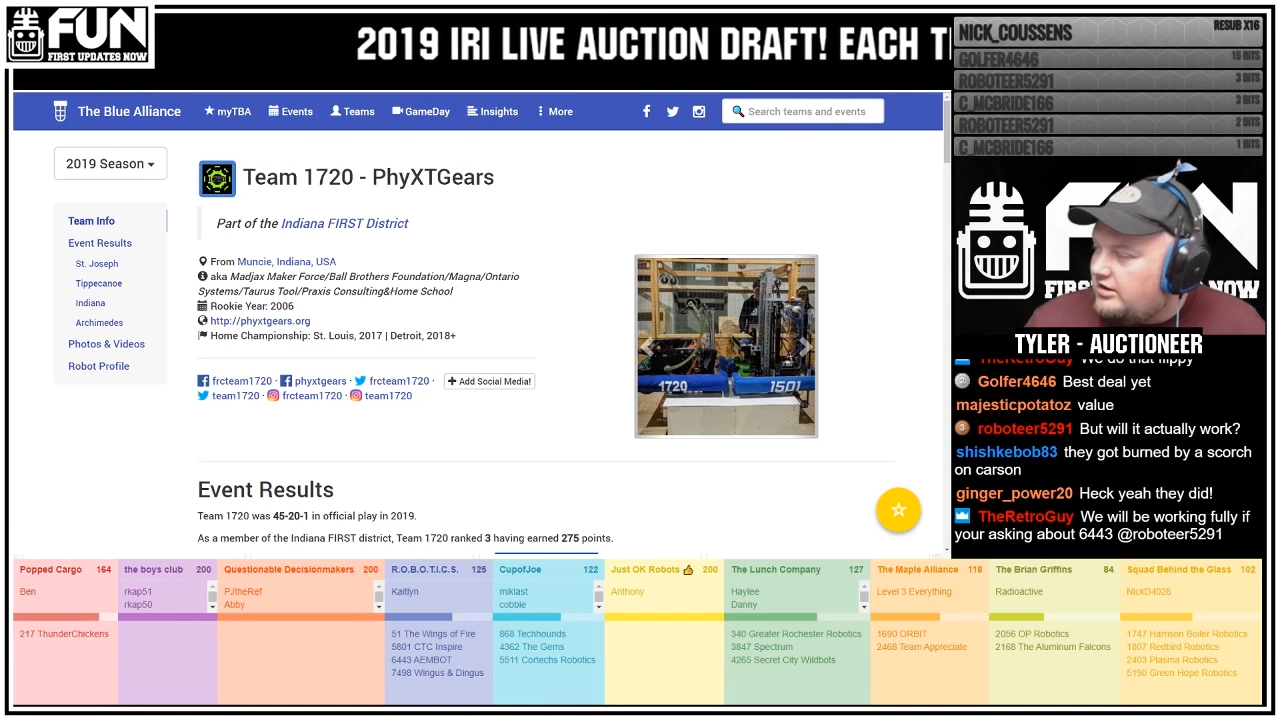 FUN
FIRST UPDATES NOW
2019 IRI LIVE AUCTION DRAFT! EACH T
NICK_COUSSENS RESUB X16
GOLFER4646 15 BITS
ROBOTEER5291 3 BITS
C_MCBRIDE166 3 BITS
ROBOTEER5291 2 BITS
C_MCBRIDE166 1 BITS
The Blue Alliance myTBA Events Teams GameDay Insights More Search teams and events
2019 Season
Team Info
Event Results
St. Joseph
Tippecanoe
Indiana
Archimedes
Photos & Videos
Robot Profile
Team 1720 - PhyXTGears
Part of the Indiana FIRST District
From Muncie, Indiana, USA
aka Madjax Maker Force/Ball Brothers Foundation/Magna/Ontario
Systems/Taurus Tool/Praxis Consulting&Home School
Rookie Year: 2006
http://phyxtgears.org
Home Championship: St. Louis, 2017 | Detroit, 2018+
frcteam1720 · phyxtgears · frcteam1720 ·
team1720 · frcteam1720 · team1720
Add Social Media!
1720 1501
Event Results
Team 1720 was 45-20-1 in official play in 2019.
As a member of the Indiana FIRST district, Team 1720 ranked 3 having earned 275 points.
FUN
TYLER - AUCTIONEER
TheRetroGuy We do that flippy
Golfer4646 Best deal yet
majesticpotatoz value
roboteer5291 But will it actually work?
shishkebob83 they got burned by a scorch
on carson
ginger_power20 Heck yeah they did!
TheRetroGuy We will be working fully if
your asking about 6443 @roboteer5291
Popped Cargo 164
Ben
217 ThunderChickens
the boys club 200
rkap51
rkap50
Questionable Decisionmakers 200
PJtheRef
Abby
R.O.B.O.T.I.C.S. 125
Kaitlyn
51 The Wings of Fire
5801 CTC Inspire
6443 AEMBOT
7498 Wingus & Dingus
CupofJoe 122
miklast
cobbie
868 Techhounds
4362 The Gems
5511 Cortechs Robotics
Just OK Robots 👍 200
Anthony
The Lunch Company 127
Haylee
Danny
340 Greater Rochester Robotics
3847 Spectrum
4265 Secret City Wildbots
The Maple Alliance 118
Level 3 Everything
1690 ORBIT
2468 Team Appreciate
The Brian Griffins 84
Radioactive
2056 OP Robotics
2168 The Aluminum Falcons
Squad Behind the Glass 102
NickD4028
1747 Harrison Boiler Robotics
1807 Redbird Robotics
2403 Plasma Robotics
5190 Green Hope Robotics